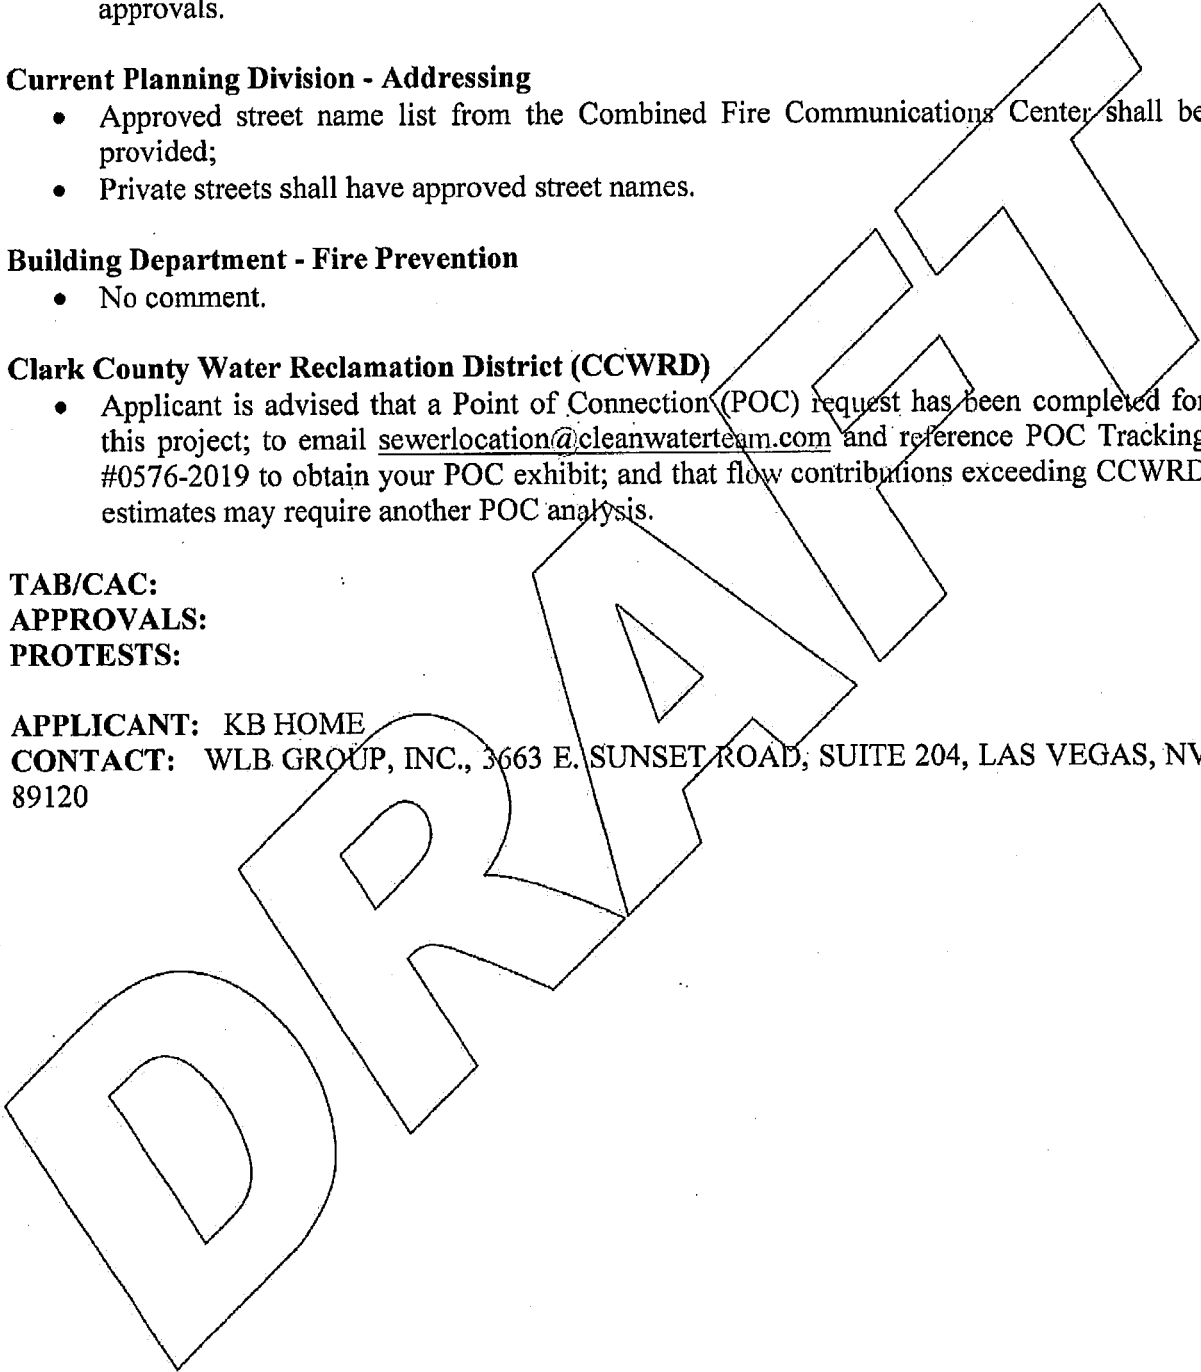 approvals.
Current Planning Division - Addressing
• Approved street name list from the Combined Fire Communications Center shall be
provided;
• Private streets shall have approved street names.
Building Department - Fire Prevention
• No comment.
Clark County Water Reclamation District (CCWRD)
• Applicant is advised that a Point of Connection (POC) request has been completed for
this project; to email sewerlocation@cleanwaterteam.com and reference POC Tracking
#0576-2019 to obtain your POC exhibit; and that flow contributions exceeding CCWRD
estimates may require another POC analysis.
TAB/CAC:
APPROVALS:
PROTESTS:
APPLICANT: KB HOME
CONTACT: WLB GROUP, INC., 3663 E. SUNSET ROAD, SUITE 204, LAS VEGAS, NV
89120
DRAFT